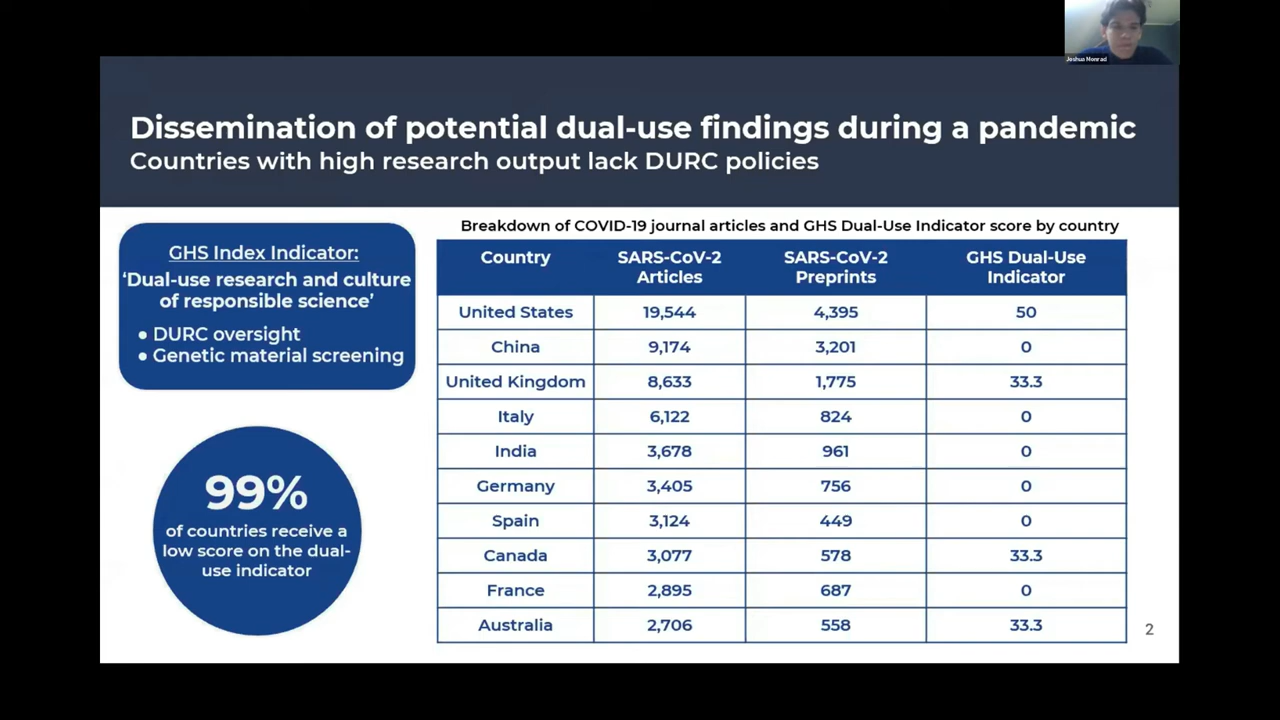 Joshua Monrad
Dissemination of potential dual-use findings during a pandemic
Countries with high research output lack DURC policies
GHS Index Indicator:
'Dual-use research and culture
of responsible science'
● DURC oversight
● Genetic material screening
99%
of countries receive a
low score on the dual-
use indicator
Breakdown of COVID-19 journal articles and GHS Dual-Use Indicator score by country
Country SARS-CoV-2 Articles SARS-CoV-2 Preprints GHS Dual-Use Indicator
United States 19,544 4,395 50
China 9,174 3,201 0
United Kingdom 8,633 1,775 33.3
Italy 6,122 824 0
India 3,678 961 0
Germany 3,405 756 0
Spain 3,124 449 0
Canada 3,077 578 33.3
France 2,895 687 0
Australia 2,706 558 33.3
2